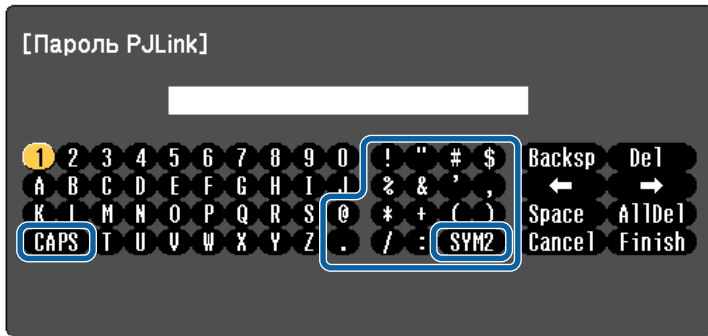 [Пароль PJLink]
1 2 3 4 5 6 7 8 9 0 ! " # $ Backsp Del
A B C D E F G H I J % & ' , ← →
K L M N O P Q R S @ * + ( ) Space AllDel
CAPS T U V W X Y Z . / : SYM2 Cancel Finish